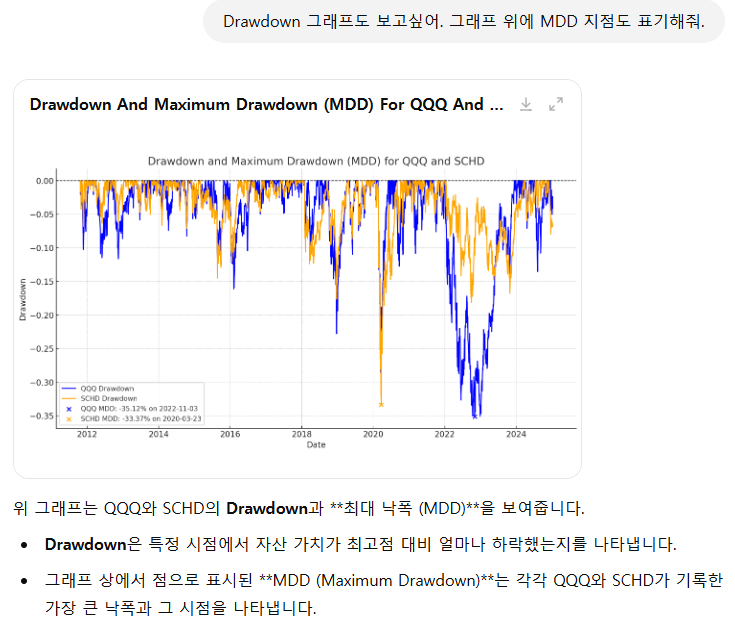 Drawdown 그래프도 보고싶어. 그래프 위에 MDD 지점도 표기해줘.
Drawdown And Maximum Drawdown (MDD) For QQQ And ...
Drawdown and Maximum Drawdown (MDD) for QQQ and SCHD
0.00
−0.05
−0.10
−0.15
−0.20
−0.25
−0.30
−0.35
Drawdown
QQQ Drawdown
SCHD Drawdown
QQQ MDD: -35.12% on 2022-11-03
SCHD MDD: -33.37% on 2020-03-23
2012 2014 2016 2018 2020 2022 2024
Date
위 그래프는 QQQ와 SCHD의 Drawdown과 **최대 낙폭 (MDD)**을 보여줍니다.
• Drawdown은 특정 시점에서 자산 가치가 최고점 대비 얼마나 하락했는지를 나타냅니다.
• 그래프 상에서 점으로 표시된 **MDD (Maximum Drawdown)**는 각각 QQQ와 SCHD가 기록한
가장 큰 낙폭과 그 시점을 나타냅니다.